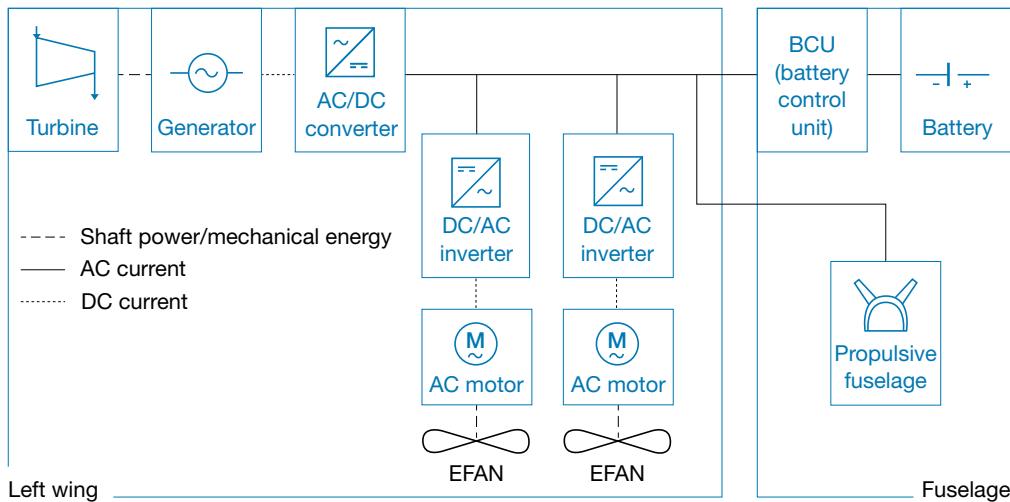 Turbine
Generator
AC/DC
converter
BCU
(battery
control
unit)
- +
Battery
DC/AC
inverter
DC/AC
inverter
Shaft power/mechanical energy
AC current
DC current
M
AC motor
M
AC motor
Propulsive
fuselage
EFAN
EFAN
Left wing
Fuselage